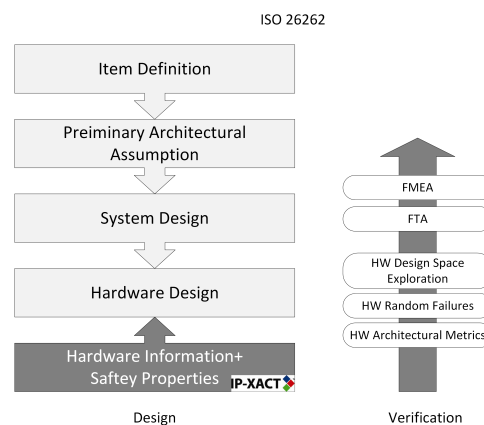 ISO 26262
Item Definition
Preiminary Architectural
Assumption
System Design
Hardware Design
Hardware Information+
Saftey Properties
IP-XACT
Design
FMEA
FTA
HW Design Space
Exploration
HW Random Failures
HW Architectural Metrics
Verification